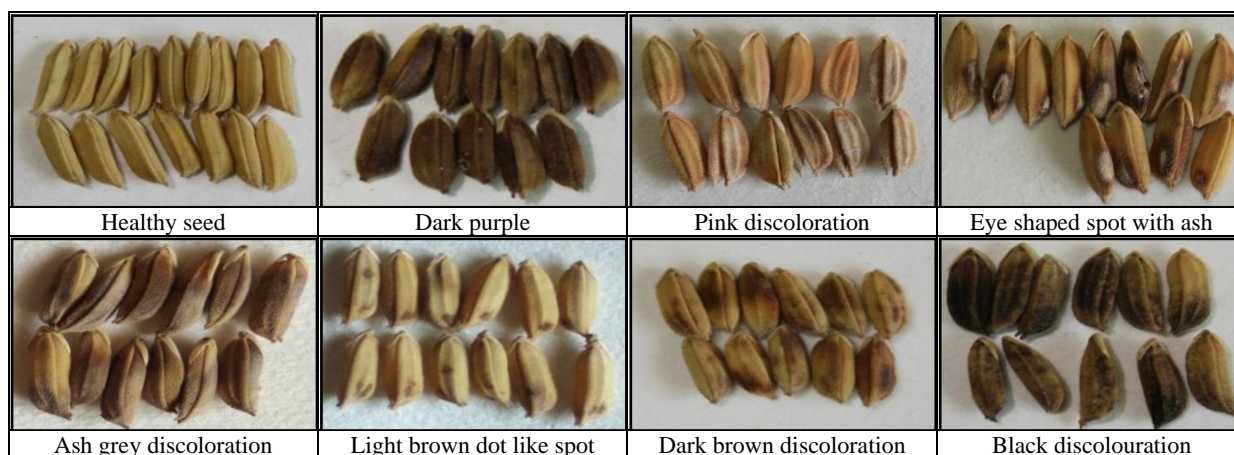 Healthy seed
Dark purple
Pink discoloration
Eye shaped spot with ash
Ash grey discoloration
Light brown dot like spot
Dark brown discoloration
Black discolouration